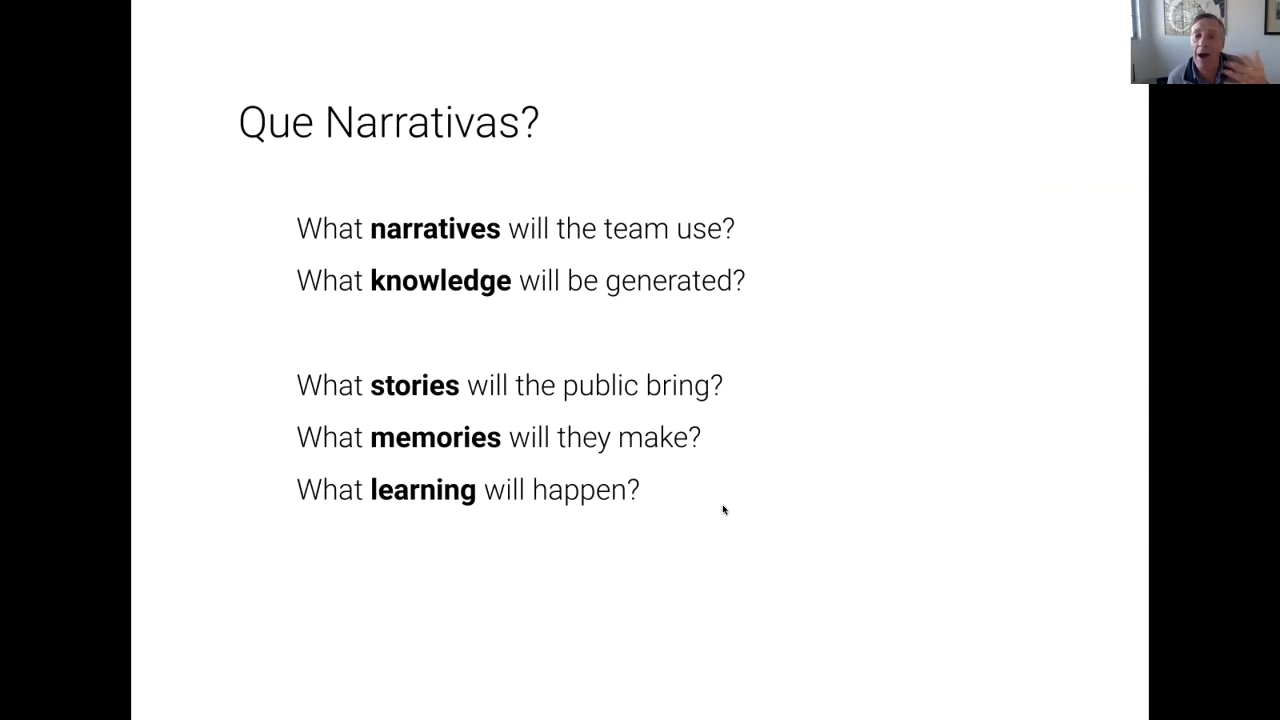 Que Narrativas?
What narratives will the team use?
What knowledge will be generated?
What stories will the public bring?
What memories will they make?
What learning will happen?